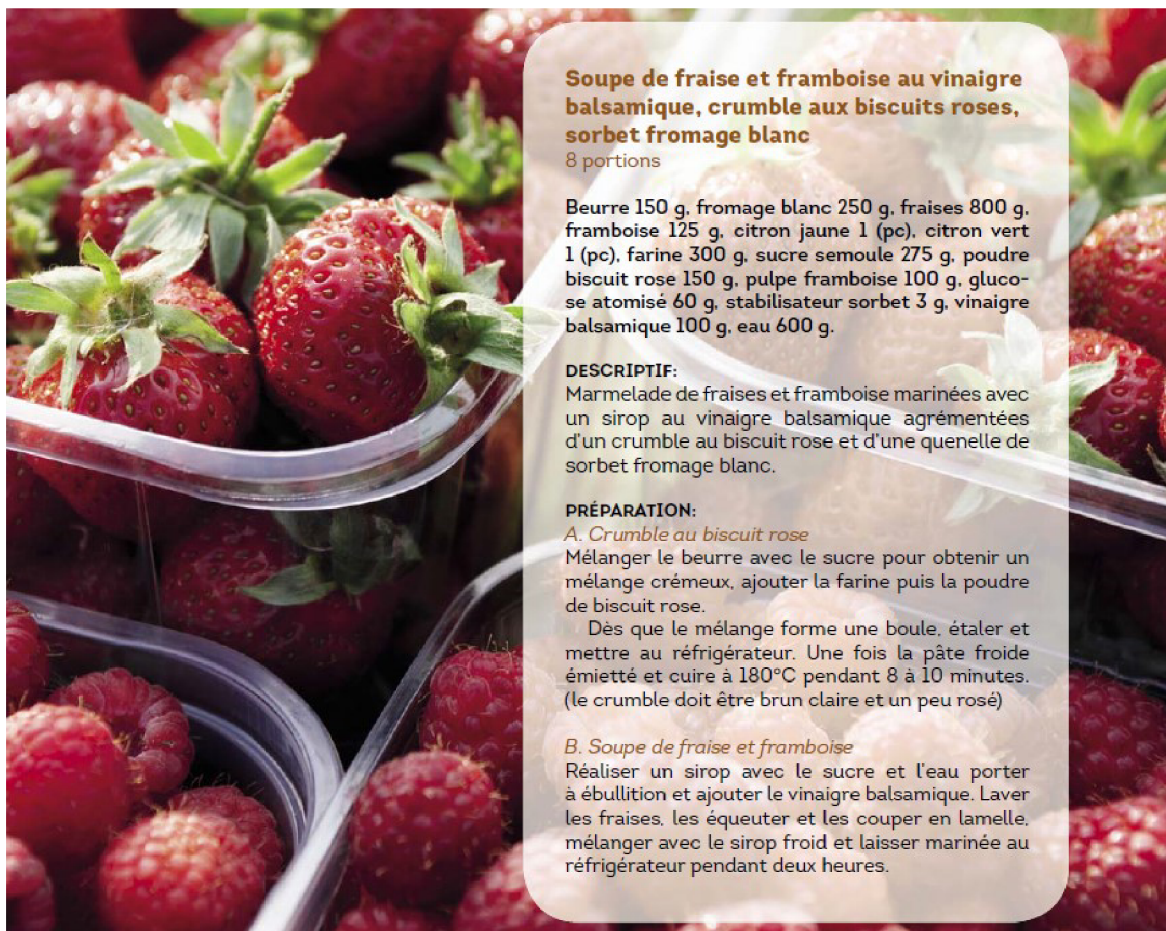 Soupe de fraise et framboise au vinaigre
balsamique, crumble aux biscuits roses,
sorbet fromage blanc
8 portions
Beurre 150 g, fromage blanc 250 g, fraises 800 g,
framboise 125 g, citron jaune 1 (pc), citron vert
1 (pc), farine 300 g, sucre semoule 275 g, poudre
biscuit rose 150 g, pulpe framboise 100 g, gluco-
se atomisé 60 g, stabilisateur sorbet 3 g, vinaigre
balsamique 100 g, eau 600 g.
DESCRIPTIF:
Marmelade de fraises et framboise marinées avec
un sirop au vinaigre balsamique agrémentées
d'un crumble au biscuit rose et d'une quenelle de
sorbet fromage blanc.
PRÉPARATION:
A. Crumble au biscuit rose
Mélanger le beurre avec le sucre pour obtenir un
mélange crémeux, ajouter la farine puis la poudre
de biscuit rose.
Dès que le mélange forme une boule, étaler et
mettre au réfrigérateur. Une fois la pâte froide
émietté et cuire à 180°C pendant 8 à 10 minutes.
(le crumble doit être brun claire et un peu rosé)
B. Soupe de fraise et framboise
Réaliser un sirop avec le sucre et l'eau porter
à ébullition et ajouter le vinaigre balsamique. Laver
les fraises, les équeuter et les couper en lamelle,
mélanger avec le sirop froid et laisser marinée au
réfrigérateur pendant deux heures.